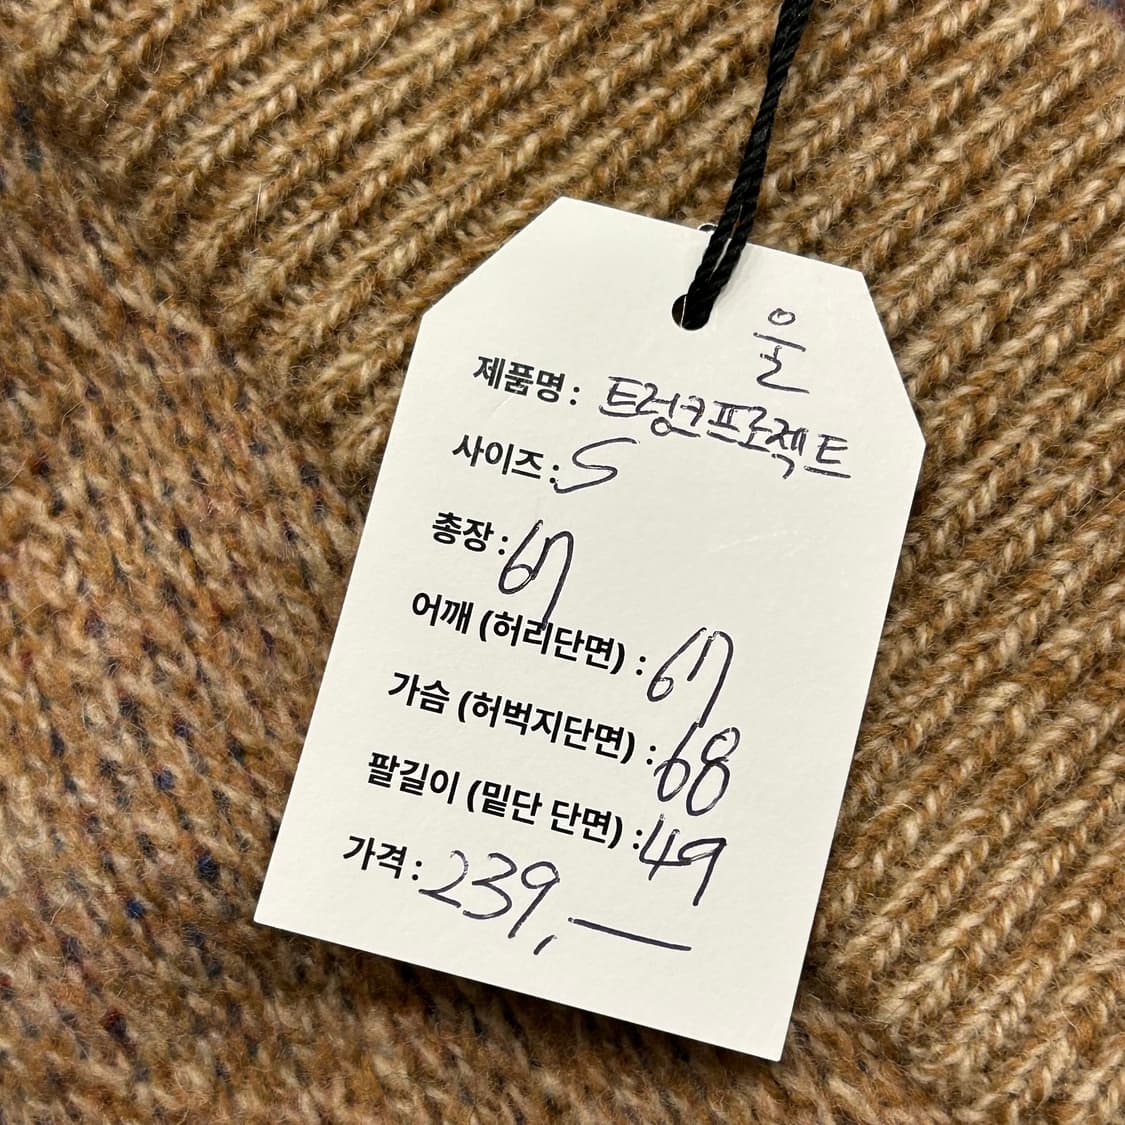 울
제품명 : 트렁크프로젝트
사이즈 : S
총장 : 67
어깨 (허리단면) : 67
가슴 (허벅지단면) : 68
팔길이 (밑단 단면) : 49
가격 : 239,—